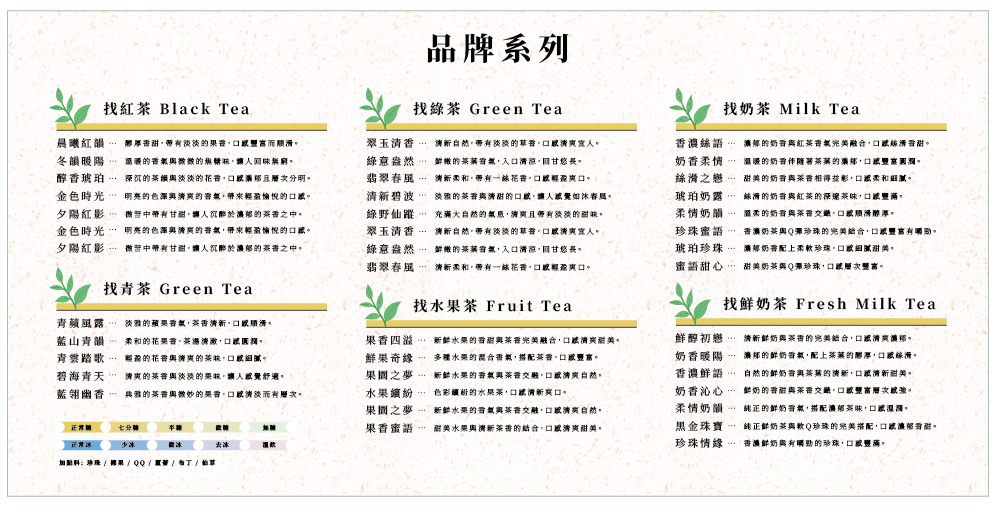 品牌系列
找紅茶 Black Tea
晨曦紅韻 … 醇厚香甜，帶有淡淡的果香，口感豐富而順滑。
冬韻暖陽 … 溫暖的香氣與微微的焦糖味，讓人回味無窮。
醇香琥珀 … 深沉的茶韻與淡淡的花香，口感濃郁且層次分明。
金色時光 … 明亮的色澤與清爽的香氣，帶來輕盈愉悅的口感。
夕陽紅影 … 微苦中帶有甘甜，讓人沉醉於濃郁的茶香之中。
金色時光 … 明亮的色澤與清爽的香氣，帶來輕盈愉悅的口感。
夕陽紅影 … 微苦中帶有甘甜，讓人沉醉於濃郁的茶香之中。
找青茶 Green Tea
青蘋風露 … 淡雅的蘋果香氣，茶香清新，口感順滑。
藍山青韻 … 柔和的花果香，茶湯清澈，口感圓潤。
青雲踏歌 … 輕盈的花香與清爽的茶味，口感細膩。
碧海青天 … 清爽的茶香與淡淡的果味，讓人感覺舒適。
藍翎幽香 … 典雅的茶香與微妙的果香，口感清淡而有層次。
正常糖 七分糖 半糖 微糖 無糖
正常冰 少冰 微冰 去冰 溫飲
加點料: 珍珠 / 椰果 / QQ / 蘆薈 / 布丁 / 仙草
找綠茶 Green Tea
翠玉清香 … 清新自然，帶有淡淡的草香，口感清爽宜人。
綠意盎然 … 鮮嫩的茶葉香氣，入口清涼，回甘悠長。
翡翠春風 … 清新柔和，帶有一絲花香，口感輕盈爽口。
清新碧波 … 淡雅的茶香與清甜的口感，讓人感覺如沐春風。
綠野仙蹤 … 充滿大自然的氣息，清爽且帶有淡淡的甜味。
翠玉清香 … 清新自然，帶有淡淡的草香，口感清爽宜人。
綠意盎然 … 鮮嫩的茶葉香氣，入口清涼，回甘悠長。
翡翠春風 … 清新柔和，帶有一絲花香，口感輕盈爽口。
找水果茶 Fruit Tea
果香四溢 … 新鮮水果的香甜與茶香完美融合，口感清爽甜美。
鮮果奇緣 … 多種水果的混合香氣，搭配茶香，口感豐富。
果園之夢 … 新鮮水果的香氣與茶香交融，口感清爽自然。
水果繽紛 … 色彩繽紛的水果茶，口感清新爽口。
果園之夢 … 新鮮水果的香氣與茶香交融，口感清爽自然。
果香蜜語 … 甜美水果與清新茶香的結合，口感清爽甜美。
找奶茶 Milk Tea
香濃絲語 … 濃郁的奶香與紅茶香氣完美融合，口感絲滑香甜。
奶香柔情 … 溫暖的奶香伴隨著茶葉的濃郁，口感豐富圓潤。
絲滑之戀 … 甜美的奶香與茶香相得益彰，口感柔和細膩。
琥珀奶露 … 絲滑的奶香與紅茶的深邃茶味，口感豐滿。
柔情奶韻 … 溫柔的奶香與茶香交織，口感順滑醇厚。
珍珠蜜語 … 香濃奶茶與Q彈珍珠的完美結合，口感豐富有嚼勁。
琥珀珍珠 … 濃郁奶香配上柔軟珍珠，口感細膩甜美。
蜜語甜心 … 甜美奶茶與Q彈珍珠，口感層次豐富。
找鮮奶茶 Fresh Milk Tea
鮮醇初戀 … 清新鮮奶與茶香的完美結合，口感清爽濃郁。
奶香暖陽 … 濃郁的鮮奶香氣，配上茶葉的醇厚，口感絲滑。
香濃鮮語 … 自然的鮮奶香與茶葉的清新，口感清新甜美。
奶香沁心 … 鮮奶的香甜與茶香交織，口感豐富層次感強。
柔情奶韻 … 純正的鮮奶香氣，搭配濃郁茶味，口感溫潤。
黑金珠寶 … 純正鮮奶茶與軟Q珍珠的完美搭配，口感濃郁香甜。
珍珠情緣 … 香濃鮮奶與有嚼勁的珍珠，口感豐滿。